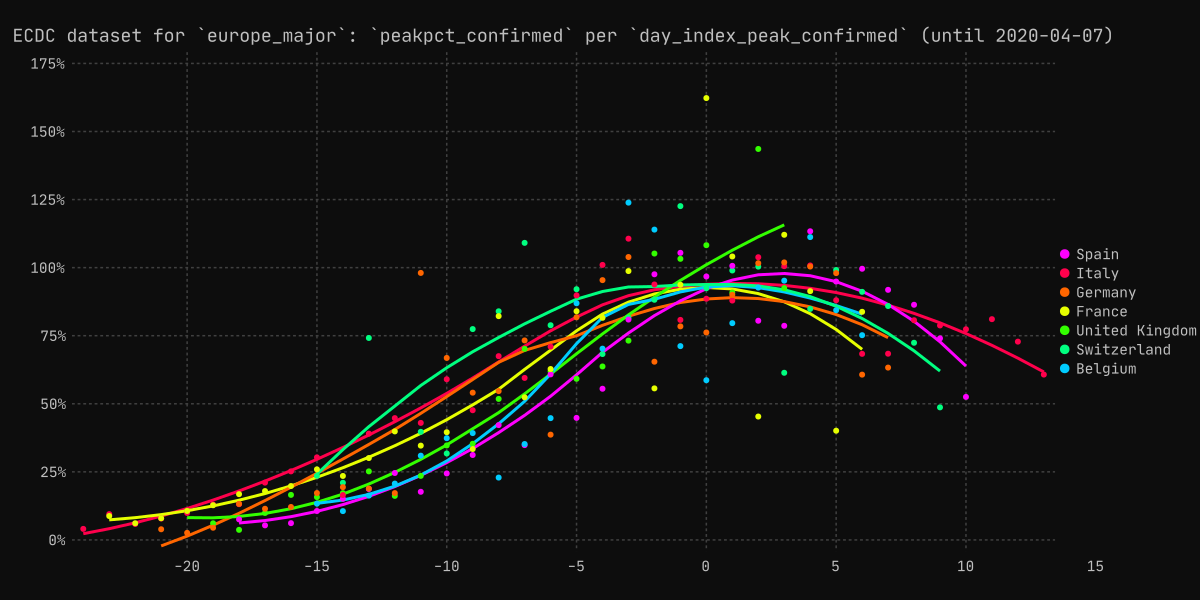 ECDC dataset for `europe_major`: `peakpct_confirmed` per `day_index_peak_confirmed` (until 2020-04-07)
175%
150%
125%
100%
75%
50%
25%
0%
-20 -15 -10 -5 0 5 10 15
Spain
Italy
Germany
France
United Kingdom
Switzerland
Belgium